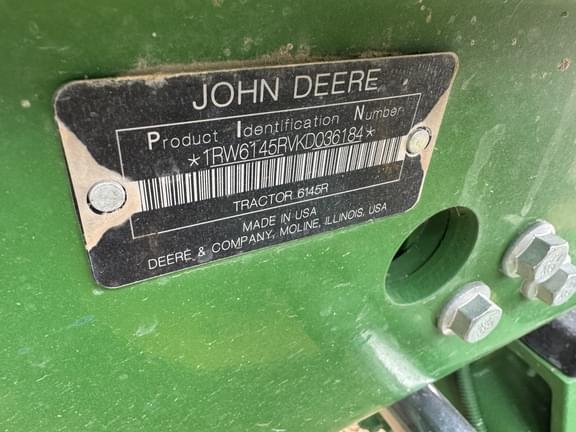 JOHN DEERE
Product Identification Number
*1RW6145RVKD036184*
TRACTOR 6145R
MADE IN USA
DEERE & COMPANY, MOLINE, ILLINOIS, USA